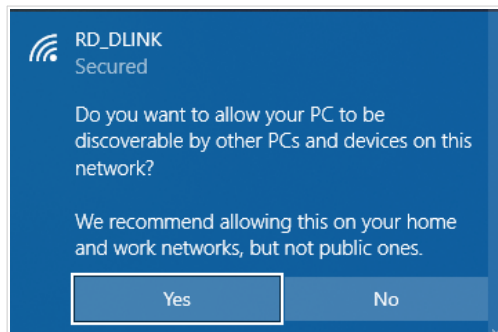 RD_DLINK
Secured
Do you want to allow your PC to be
discoverable by other PCs and devices on this
network?
We recommend allowing this on your home
and work networks, but not public ones.
Yes
No